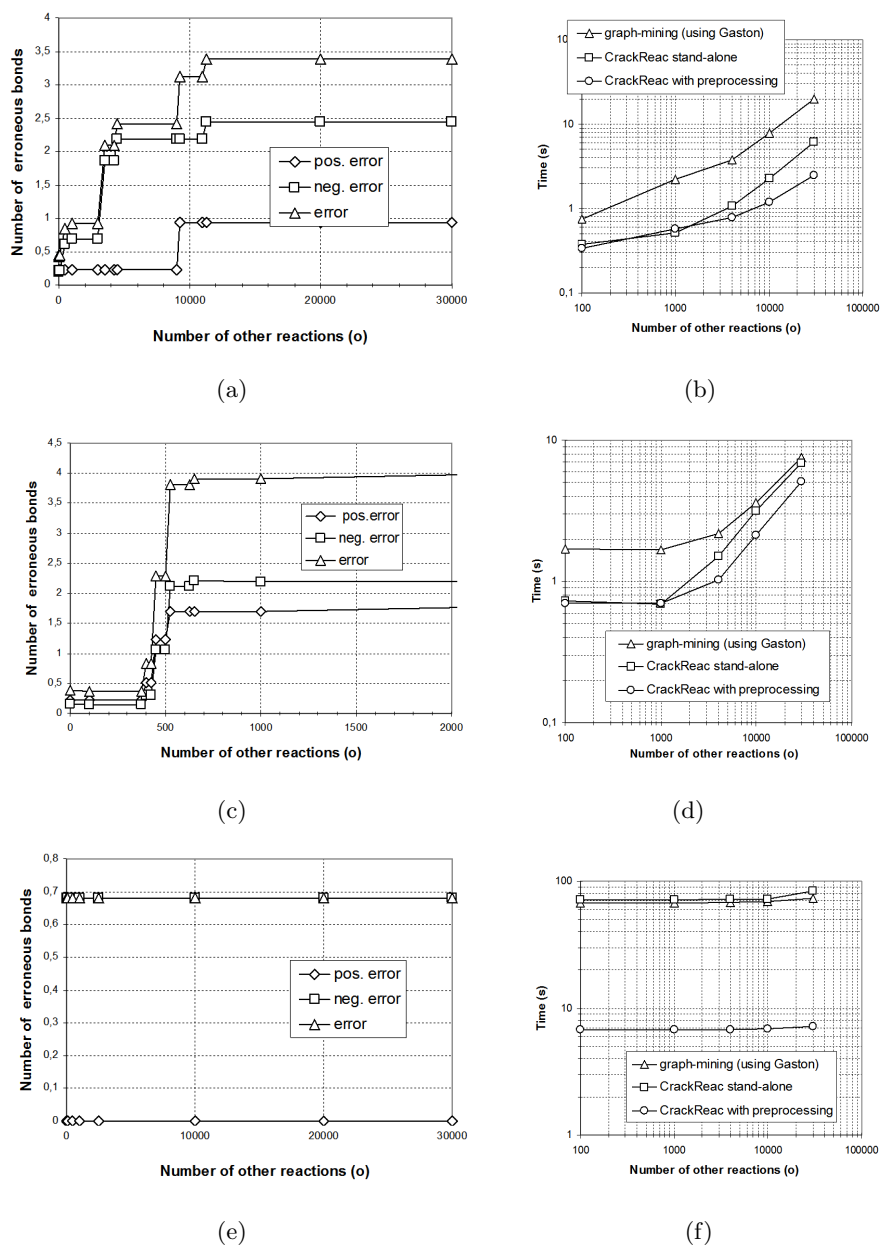 4
3,5
3
2,5
2
1,5
1
0,5
0
0
10000
20000
30000
Number of erroneous bonds
Number of other reactions (o)
pos. error
neg. error
error
(a)
graph-mining (using Gaston)
CrackReac stand-alone
CrackReac with preprocessing
10
1
0,1
100
1000
10000
100000
Time (s)
Number of other reactions (o)
(b)
4,5
4
3,5
3
2,5
2
1,5
1
0,5
0
0
500
1000
1500
2000
Number of erroneous bonds
Number of other reactions (o)
pos.error
neg. error
error
(c)
10
1
0,1
100
1000
10000
100000
Time (s)
Number of other reactions (o)
graph-mining (using Gaston)
CrackReac stand-alone
CrackReac with preprocessing
(d)
0,8
0,7
0,6
0,5
0,4
0,3
0,2
0,1
0
0
10000
20000
30000
Number of erroneous bonds
Number of other reactions (o)
pos. error
neg. error
error
(e)
100
10
1
100
1000
10000
100000
Time (s)
Number of other reactions (o)
graph-mining (using Gaston)
CrackReac stand-alone
CrackReac with preprocessing
(f)